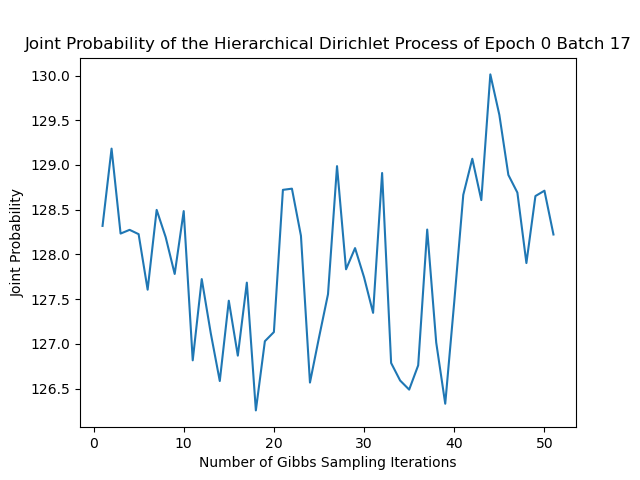 Joint Probability of the Hierarchical Dirichlet Process of Epoch 0 Batch 17
130.0
129.5
129.0
128.5
128.0
127.5
127.0
126.5
Joint Probability
0 10 20 30 40 50
Number of Gibbs Sampling Iterations